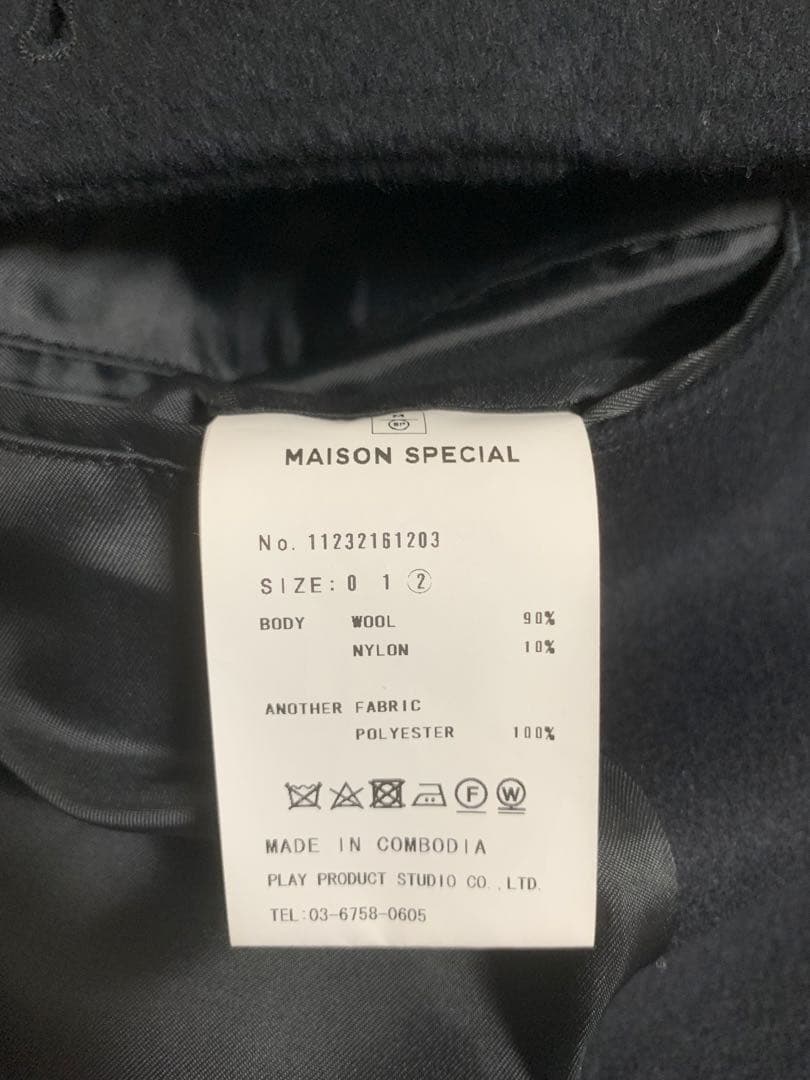 MAISON SPECIAL
No. 11232161203
SIZE: 0 1 ②
BODY WOOL 90%
NYLON 10%
ANOTHER FABRIC
POLYESTER 100%
F W
MADE IN COMBODIA
PLAY PRODUCT STUDIO CO.,LTD.
TEL:03-6758-0605